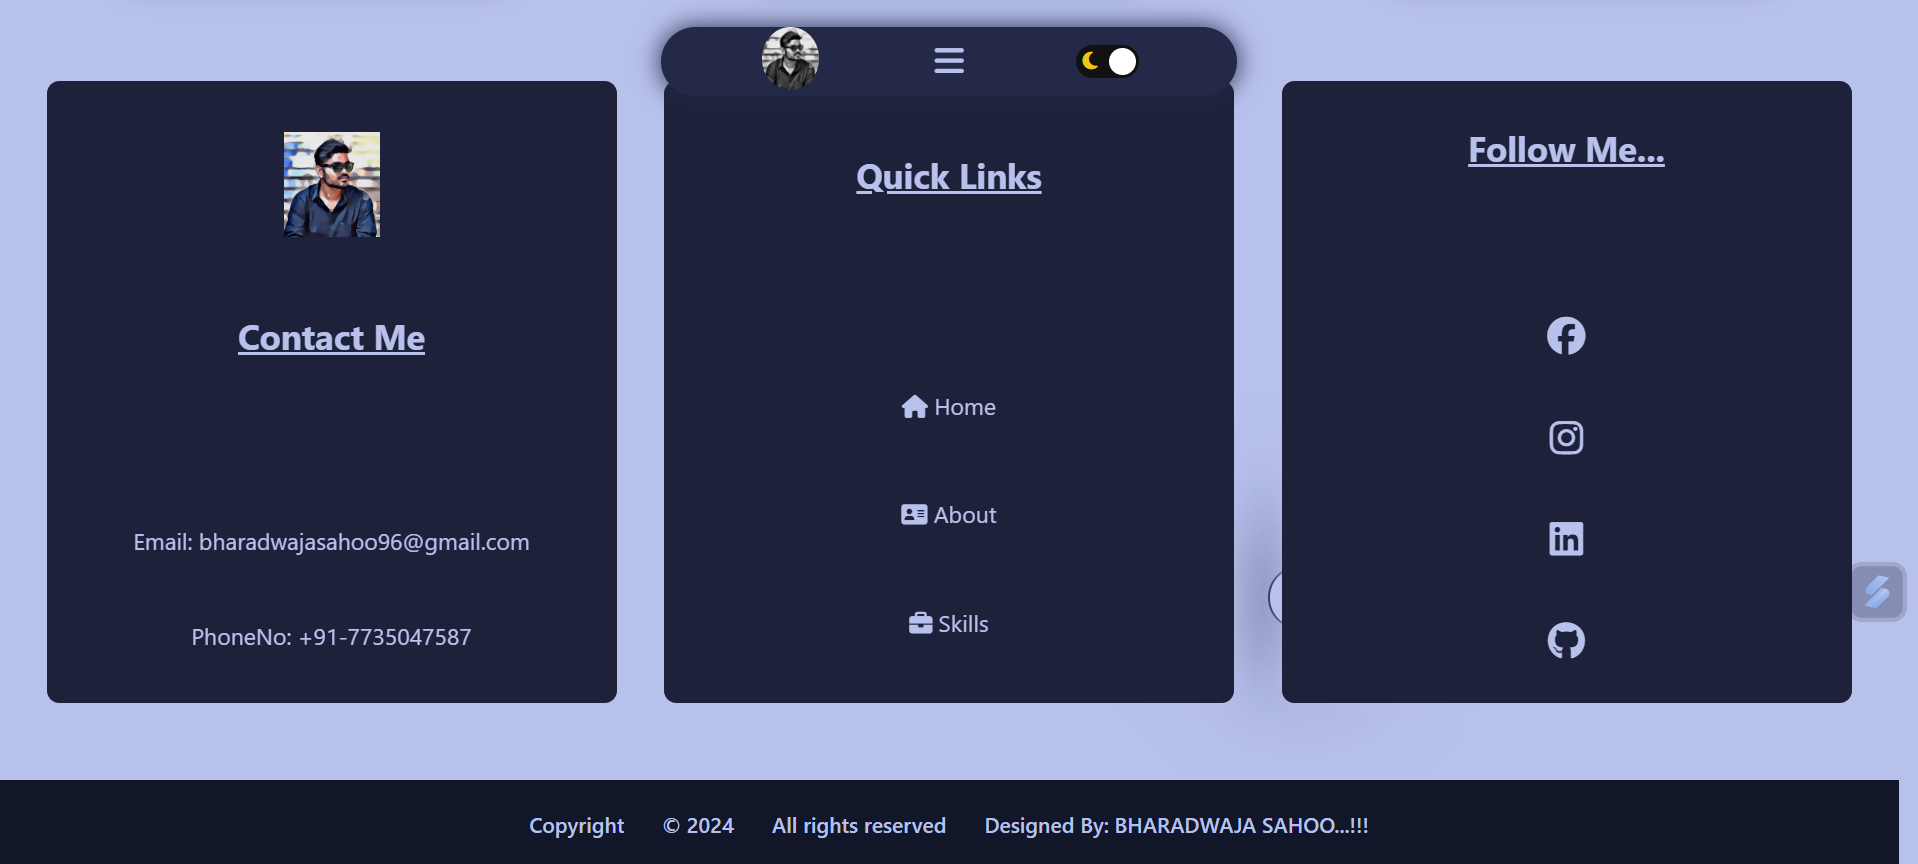 Contact Me
Email: bharadwajasahoo96@gmail.com
PhoneNo: +91-7735047587
Quick Links
Home
About
Skills
Follow Me...
Copyright © 2024 All rights reserved Designed By: BHARADWAJA SAHOO...!!!